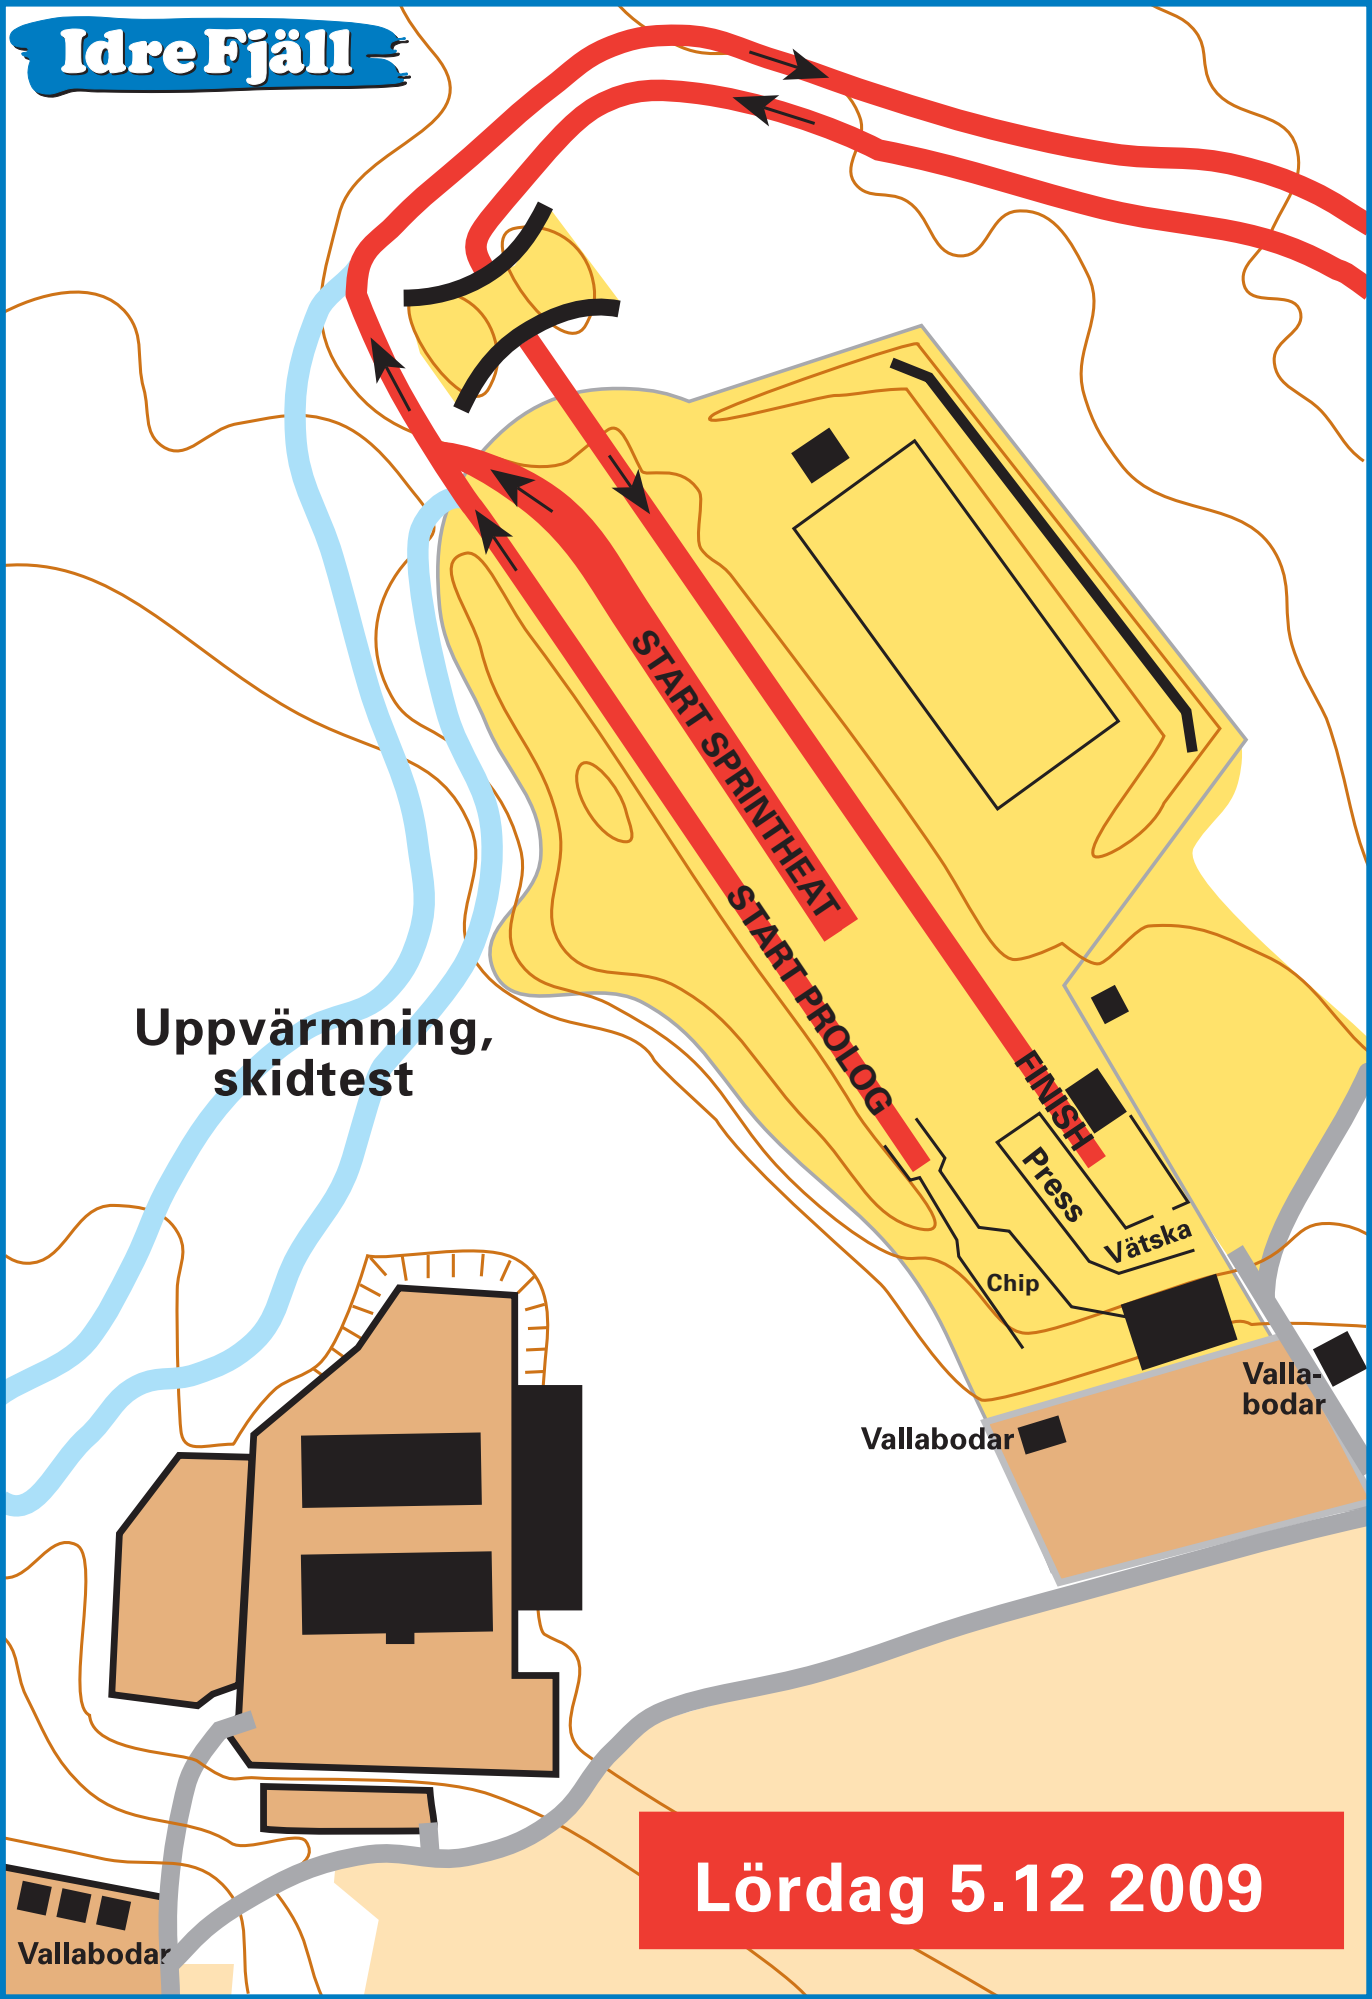 Idre Fjäll
START SPRINTHEAT
START PROLOG
FINISH
Uppvärmning,
skidtest
Press
Vätska
Chip
Valla-
bodar
Vallabodar
Lördag 5.12 2009
Vallabodar